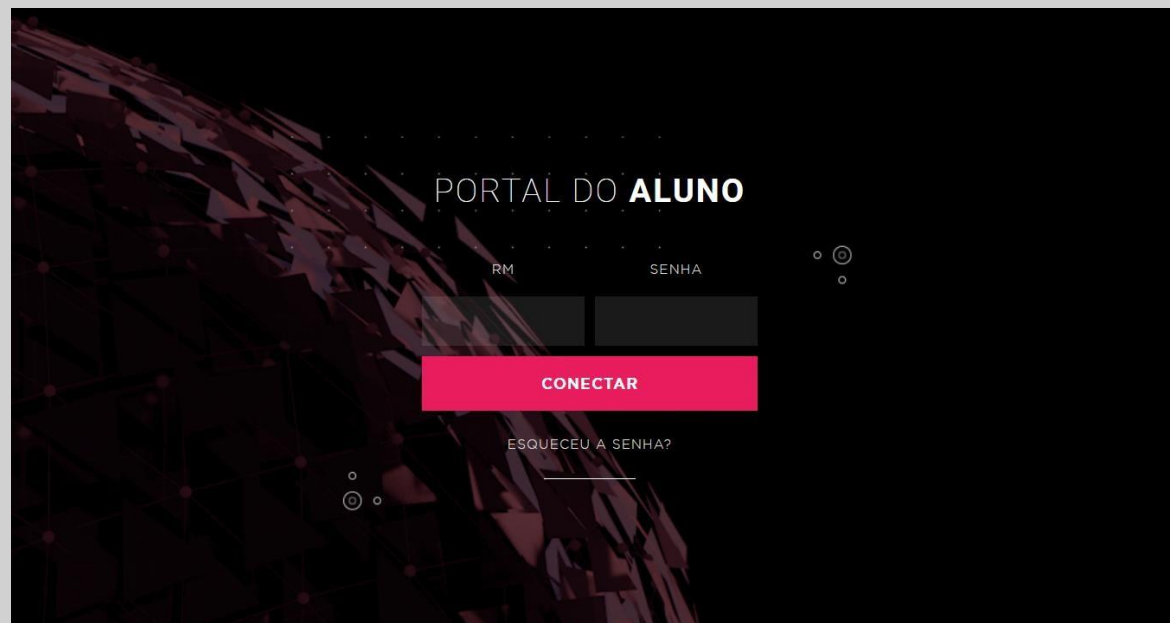 PORTAL DO ALUNO
RM SENHA
CONECTAR
ESQUECEU A SENHA?